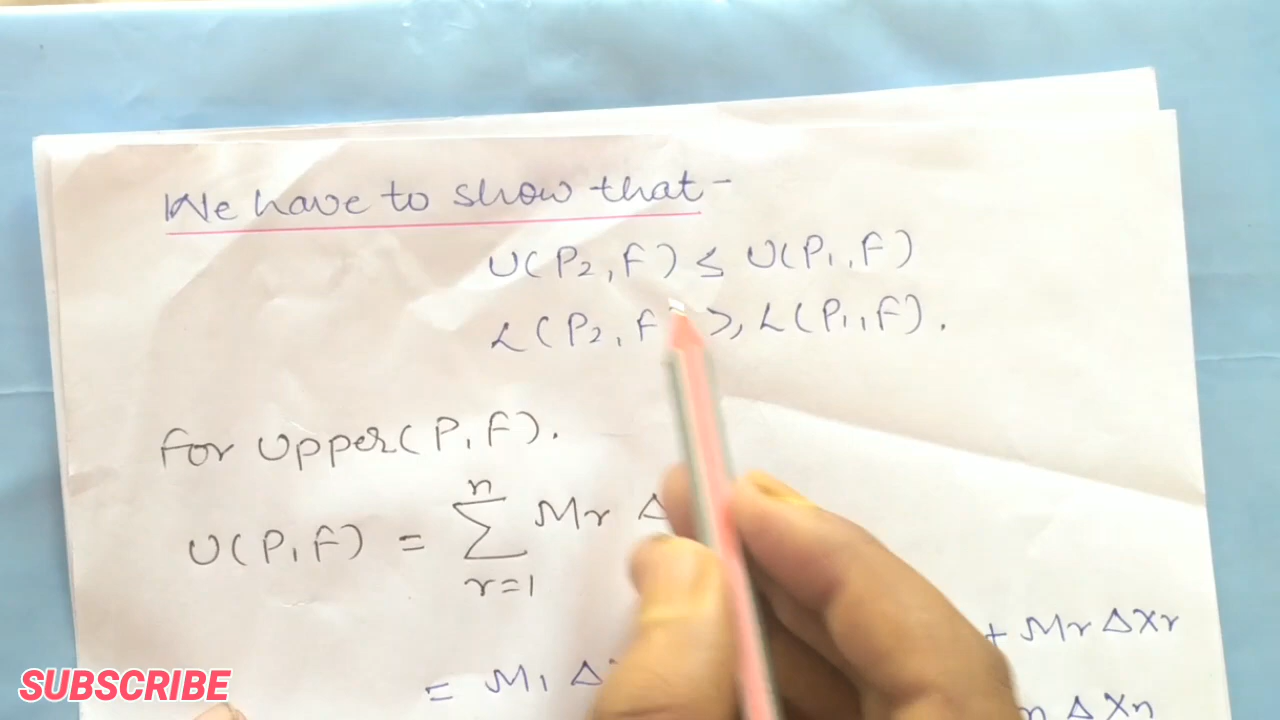 We have to show that -
U(P2,F) ≤ U(P1,F)
L(P2,F >, L(P1,F).
For Upper(P,F).
U(P,F) = n∑r=1 Mr Δ
+ Mr ΔXr
= M1 Δ
ΔXn
SUBSCRIBE